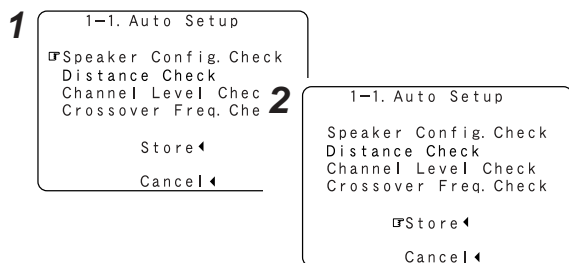 1
1-1. Auto Setup
☞Speaker Config. Check
Distance Check
Channel Level Chec
Crossover Freq. Che
Store◀
Cancel◀
2
1-1. Auto Setup
Speaker Config. Check
Distance Check
Channel Level Check
Crossover Freq. Check
☞Store◀
Cancel◀